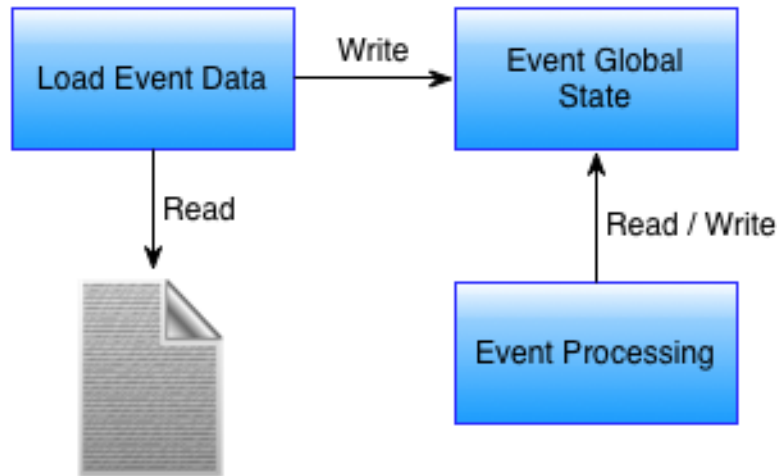 Load Event Data
Write
Event Global
State
Read
Read / Write
Event Processing